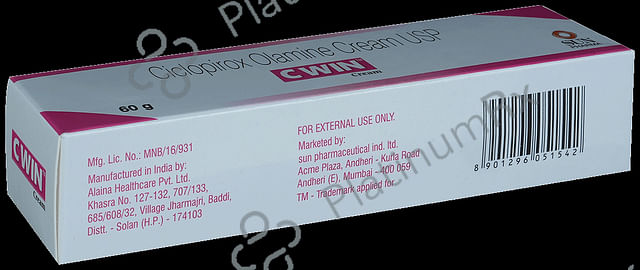 Ciclopirox Olamine Cream USP
CWIN
Cream
60 g
SUN
PHARMA
CWIN
Cream
Mfg. Lic. No.: MNB/16/931
Manufactured in India by:
Alaina Healthcare Pvt. Ltd.
Khasra No. 127-132, 707/133,
685/608/32, Village Jharmajri, Baddi,
Distt. - Solan (H.P.) - 174103
FOR EXTERNAL USE ONLY.
Marketed by:
sun pharmaceutical ind. ltd.
Acme Plaza, Andheri - Kurla Road
Andheri (E), Mumbai - 400 059
TM - Trademark applied for
8 901296 051542
PlatinumRx